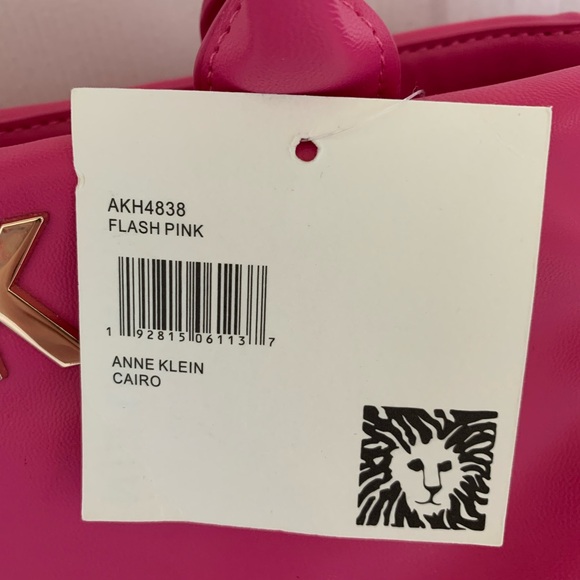 AKH4838
FLASH PINK
1 92815 06113 7
ANNE KLEIN
CAIRO